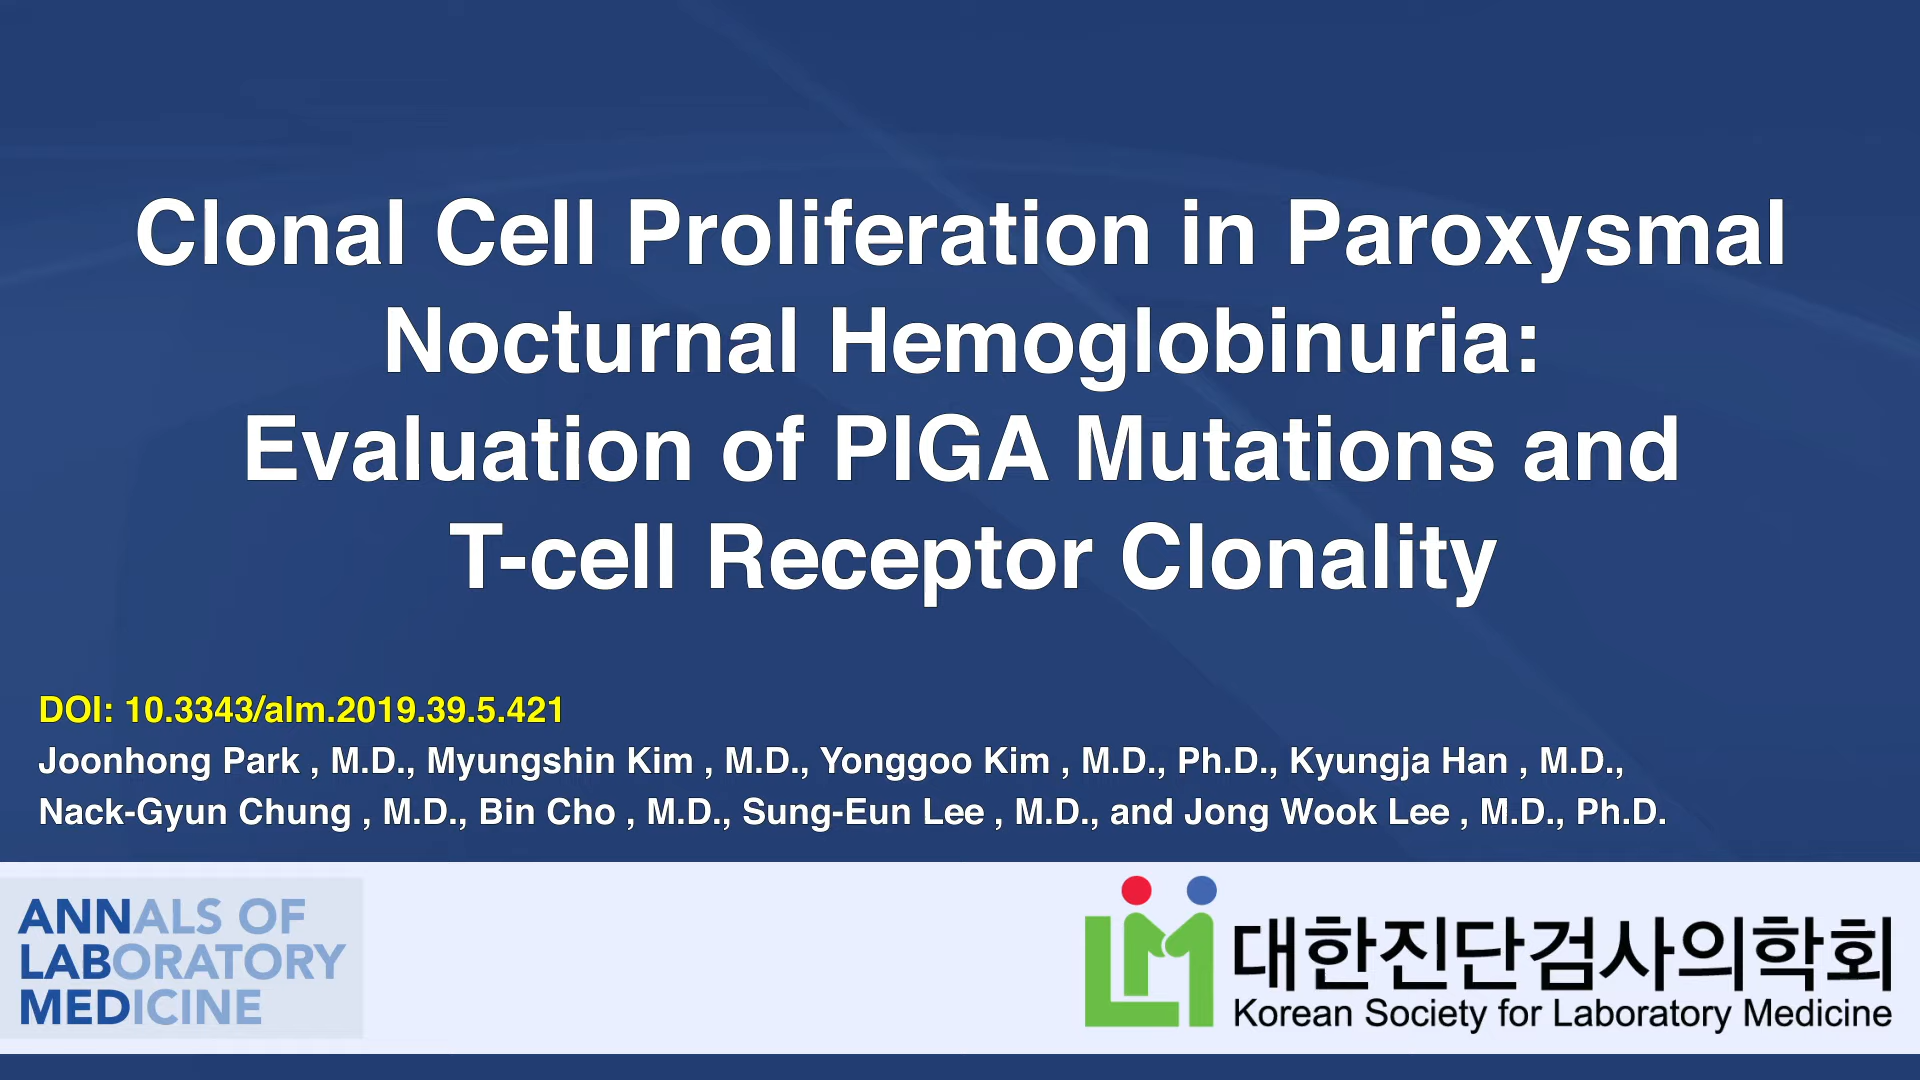 Clonal Cell Proliferation in Paroxysmal
Nocturnal Hemoglobinuria:
Evaluation of PIGA Mutations and
T-cell Receptor Clonality
DOI: 10.3343/alm.2019.39.5.421
Joonhong Park , M.D., Myungshin Kim , M.D., Yonggoo Kim , M.D., Ph.D., Kyungja Han , M.D.,
Nack-Gyun Chung , M.D., Bin Cho , M.D., Sung-Eun Lee , M.D., and Jong Wook Lee , M.D., Ph.D.
ANNALS OF
LABORATORY
MEDICINE
LM
대한진단검사의학회
Korean Society for Laboratory Medicine